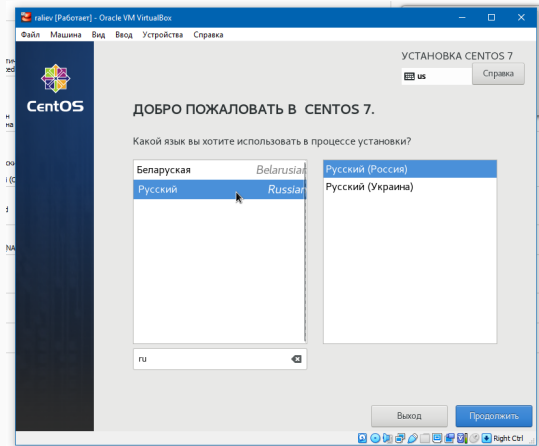 raliev [Работает] - Oracle VM VirtualBox
Файл Машина Вид Ввод Устройства Справка
УСТАНОВКА CENTOS 7
us
Справка
CentOS
ДОБРО ПОЖАЛОВАТЬ В CENTOS 7.
Какой язык вы хотите использовать в процессе установки?
Беларуская Belarusian
Русский Russian
Русский (Россия)
Русский (Украина)
ru
Выход
Продолжить
Right Ctrl